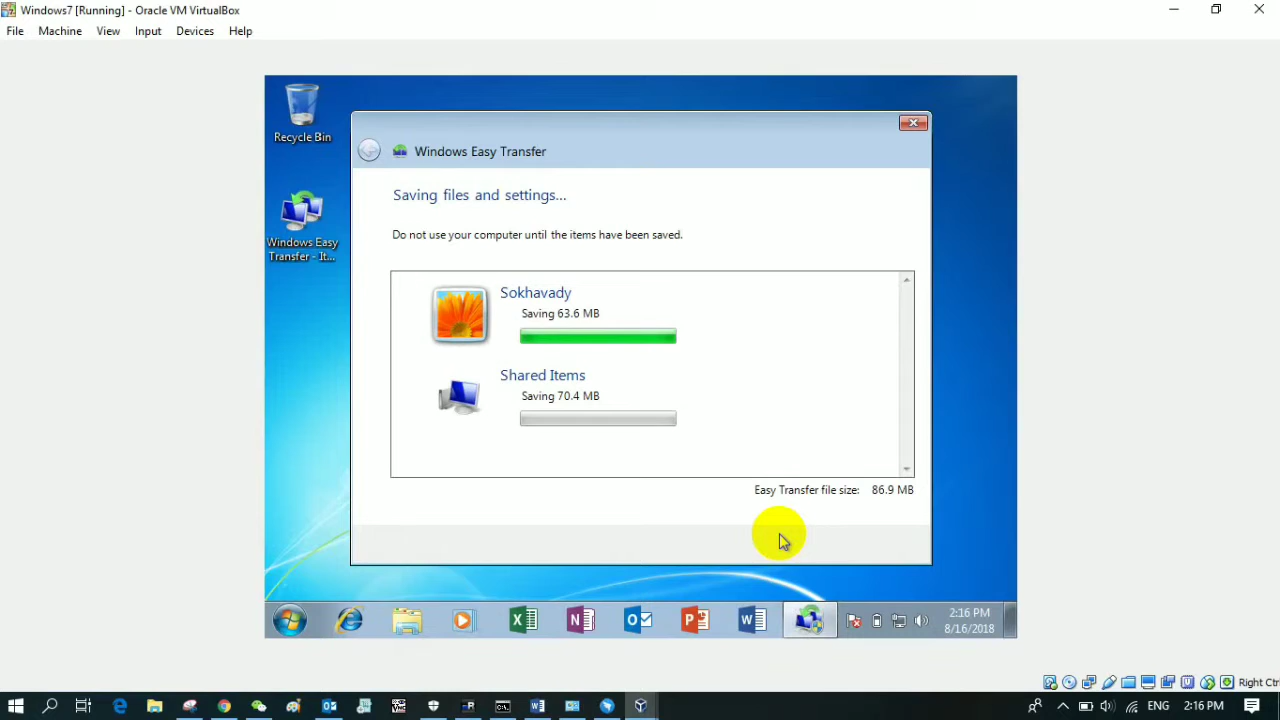 Windows7 [Running] - Oracle VM VirtualBox
File Machine View Input Devices Help
Recycle Bin
Windows Easy Transfer
Saving files and settings...
Windows Easy
Transfer - It...
Do not use your computer until the items have been saved.
Sokhavady
Saving 63.6 MB
Shared Items
Saving 70.4 MB
Easy Transfer file size: 86.9 MB
2:16 PM
8/16/2018
Right Ctrl
ENG 2:16 PM